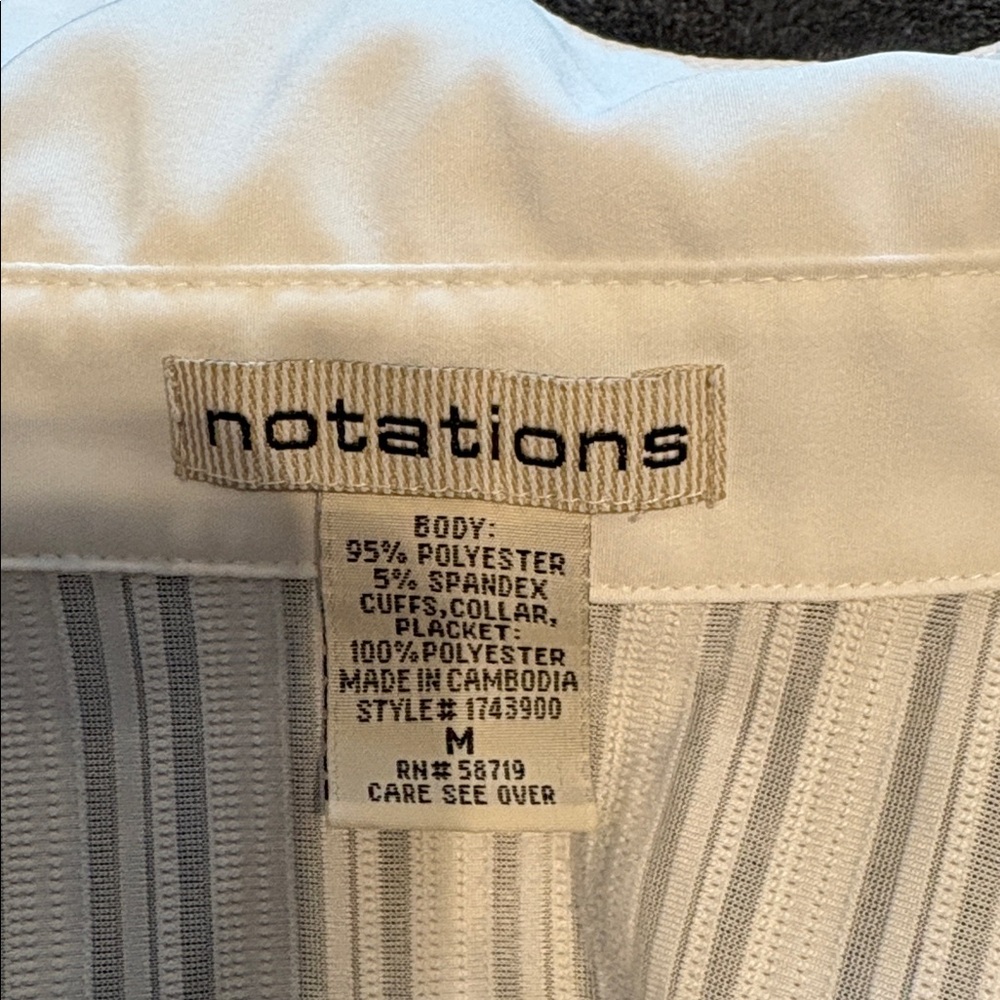 notations
BODY:
95% POLYESTER
5% SPANDEX
CUFFS,COLLAR,
PLACKET:
100%POLYESTER
MADE IN CAMBODIA
STYLE# 1743900
M
RN# 58719
CARE SEE OVER